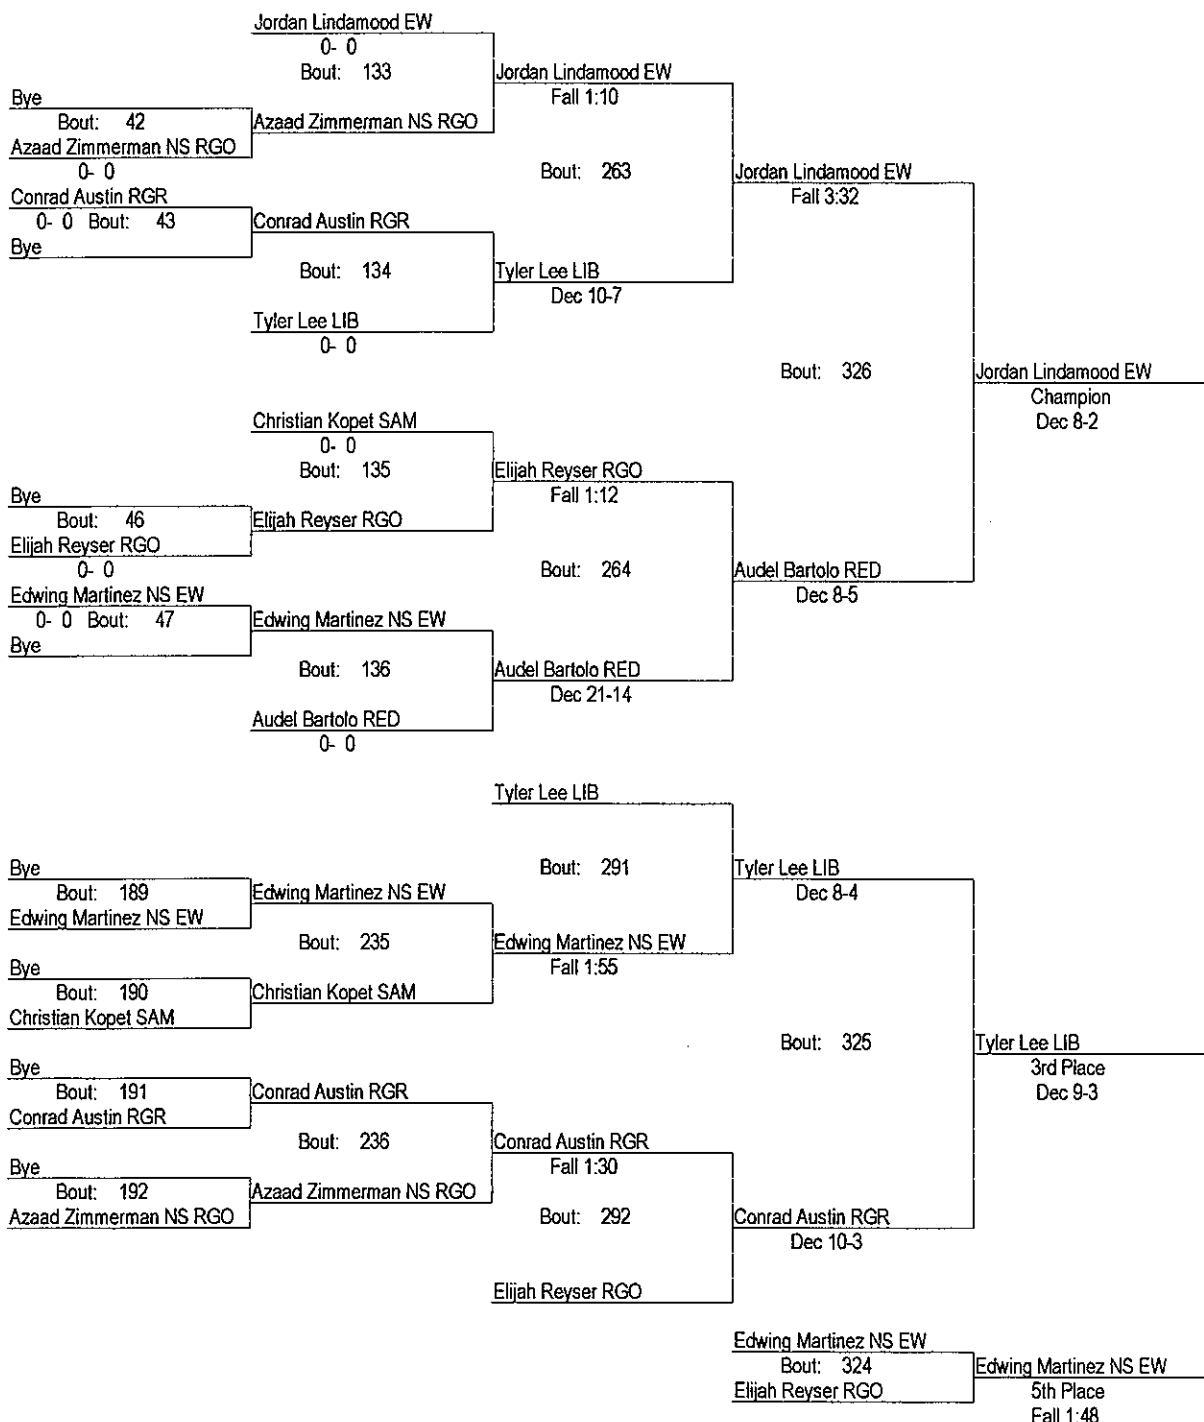 Jordan Lindamood EW
0- 0
Bout: 133
Jordan Lindamood EW
Fall 1:10
Bye
Bout: 42
Azaad Zimmerman NS RGO
Azaad Zimmerman NS RGO
0- 0
Bout: 263
Jordan Lindamood EW
Fall 3:32
Conrad Austin RGR
0- 0 Bout: 43
Conrad Austin RGR
Bye
Bout: 134
Tyler Lee LIB
Dec 10-7
Tyler Lee LIB
0- 0
Bout: 326
Jordan Lindamood EW
Champion
Dec 8-2
Christian Kopet SAM
0- 0
Bout: 135
Elijah Reyser RGO
Fall 1:12
Bye
Bout: 46
Elijah Reyser RGO
Elijah Reyser RGO
0- 0
Bout: 264
Audel Bartolo RED
Dec 8-5
Edwing Martinez NS EW
0- 0 Bout: 47
Edwing Martinez NS EW
Bye
Bout: 136
Audel Bartolo RED
Dec 21-14
Audel Bartolo RED
0- 0
Tyler Lee LIB
Bout: 291
Tyler Lee LIB
Dec 8-4
Bye
Bout: 189
Edwing Martinez NS EW
Edwing Martinez NS EW
Bout: 235
Edwing Martinez NS EW
Fall 1:55
Bye
Bout: 190
Christian Kopet SAM
Christian Kopet SAM
Bout: 325
Tyler Lee LIB
3rd Place
Dec 9-3
Bye
Bout: 191
Conrad Austin RGR
Conrad Austin RGR
Bout: 236
Conrad Austin RGR
Fall 1:30
Bye
Bout: 192
Azaad Zimmerman NS RGO
Azaad Zimmerman NS RGO
Bout: 292
Conrad Austin RGR
Dec 10-3
Elijah Reyser RGO
Edwing Martinez NS EW
Bout: 324
Edwing Martinez NS EW
Elijah Reyser RGO
5th Place
Fall 1:48